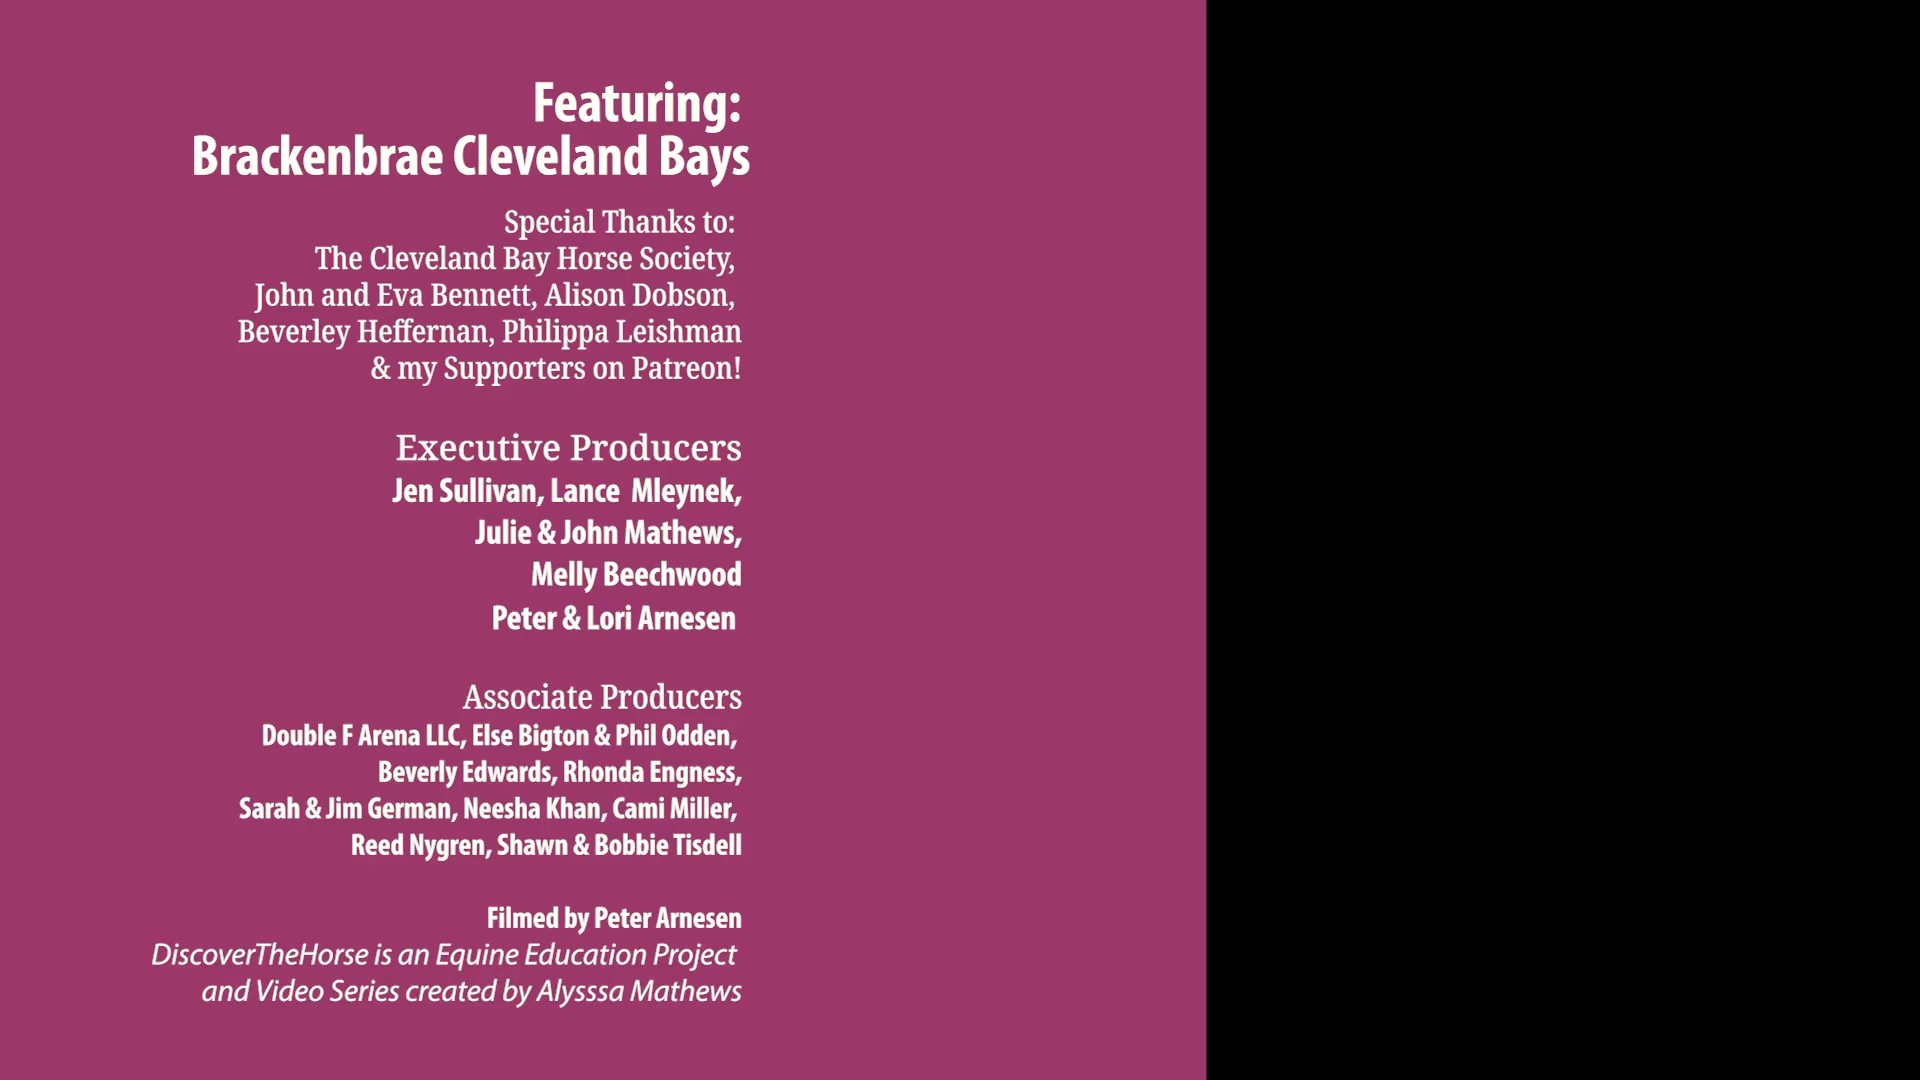 Featuring:
Brackenbrae Cleveland Bays
Special Thanks to:
The Cleveland Bay Horse Society,
John and Eva Bennett, Alison Dobson,
Beverley Heffernan, Philippa Leishman
& my Supporters on Patreon!
Executive Producers
Jen Sullivan, Lance Mleynek,
Julie & John Mathews,
Melly Beechwood
Peter & Lori Arnesen
Associate Producers
Double F Arena LLC, Else Bigton & Phil Odden,
Beverly Edwards, Rhonda Engness,
Sarah & Jim German, Neesha Khan, Cami Miller,
Reed Nygren, Shawn & Bobbie Tisdell
Filmed by Peter Arnesen
DiscoverTheHorse is an Equine Education Project
and Video Series created by Alysssa Mathews